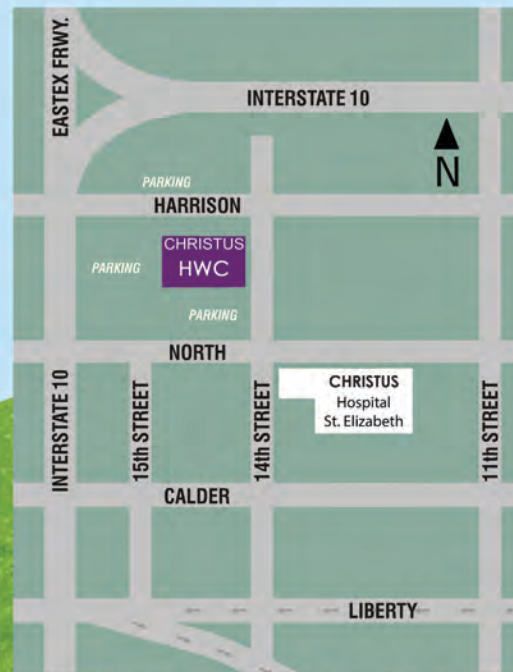 EASTEX FRWY.
INTERSTATE 10
N
PARKING
HARRISON
CHRISTUS
HWC
PARKING
PARKING
NORTH
CHRISTUS
Hospital
St. Elizabeth
INTERSTATE 10
15th STREET
14th STREET
11th STREET
CALDER
LIBERTY